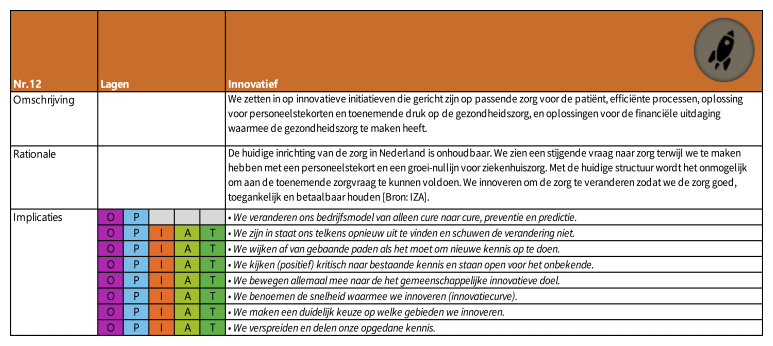 Nr.12 Lagen Innovatief
Omschrijving We zetten in op innovatieve initiatieven die gericht zijn op passende zorg voor de patiënt, efficiënte processen, oplossing
voor personeelstekorten en toenemende druk op de gezondheidszorg, en oplossingen voor de financiële uitdaging
waarmee de gezondheidszorg te maken heeft.
Rationale De huidige inrichting van de zorg in Nederland is onhoudbaar. We zien een stijgende vraag naar zorg terwijl we te maken
hebben met een personeelstekort en een groei-nullijn voor ziekenhuiszorg. Met de huidige structuur wordt het onmogelijk
om aan de toenemende zorgvraag te kunnen voldoen. We innoveren om de zorg te veranderen zodat we de zorg goed,
toegankelijk en betaalbaar houden [Bron: IZA].
Implicaties O P • We veranderen ons bedrijfsmodel van alleen cure naar cure, preventie en predictie.
O P I A T • We zijn in staat ons telkens opnieuw uit te vinden en schuwen de verandering niet.
O P I A T • We wijken af van gebaande paden als het moet om nieuwe kennis op te doen.
O P I A T • We kijken (positief) kritisch naar bestaande kennis en staan open voor het onbekende.
O P I A T • We bewegen allemaal mee naar de het gemeenschappelijke innovatieve doel.
O P I A T • We benoemen de snelheid waarmee we innoveren (innovatiecurve).
O P I A T • We maken een duidelijk keuze op welke gebieden we innoveren.
O P I A T • We verspreiden en delen onze opgedane kennis.